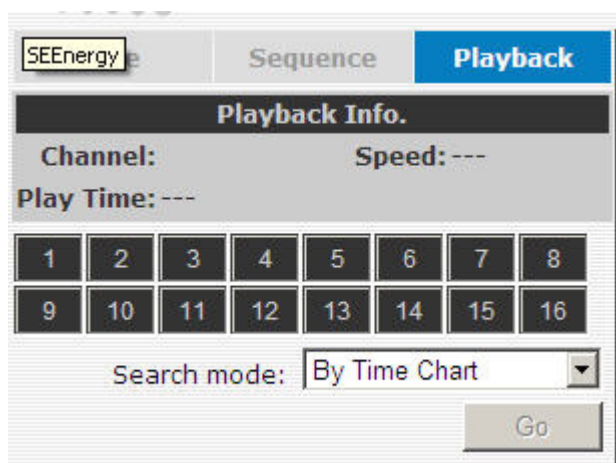 SEEnergy Sequence Playback
Playback Info.
Channel: Speed: ---
Play Time: ---
1 2 3 4 5 6 7 8
9 10 11 12 13 14 15 16
Search mode: By Time Chart
Go